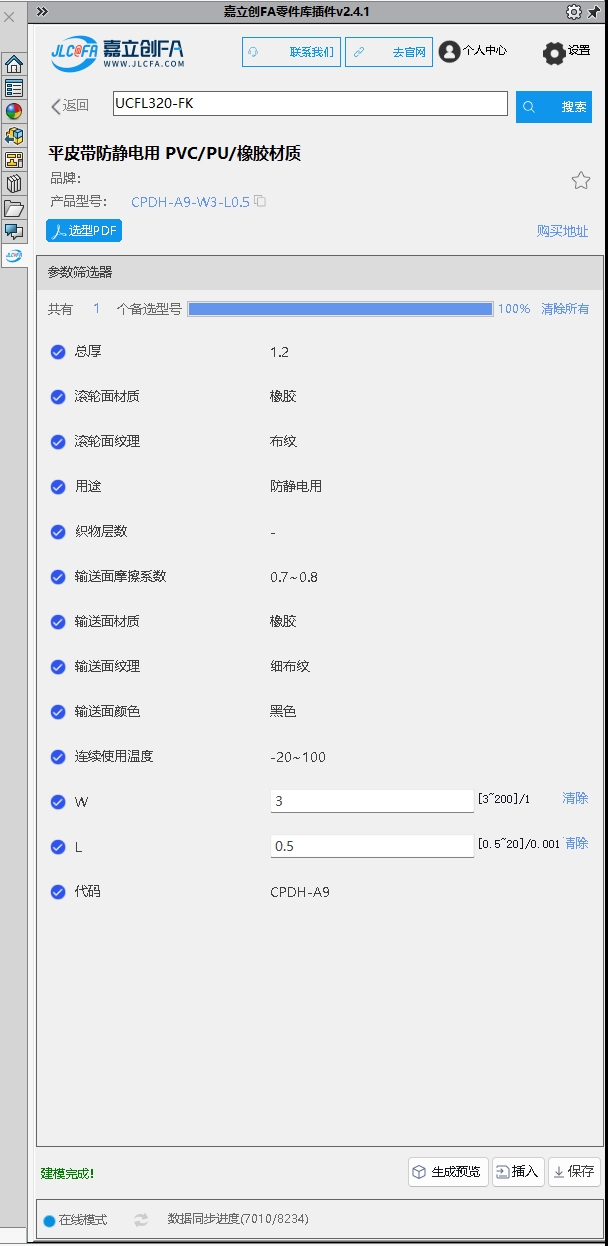 嘉立创FA零件库插件v2.4.1
JLC@FA 嘉立创FA
WWW.JLCFA.COM
联系我们 去官网 个人中心 设置
返回 UCFL320-FK 搜索
平皮带防静电用 PVC/PU/橡胶材质
品牌:
产品型号: CPDH-A9-W3-L0.5
选型PDF 购买地址
参数筛选器
共有 1 个备选型号 100% 清除所有
总厚 1.2
滚轮面材质 橡胶
滚轮面纹理 布纹
用途 防静电用
织物层数 -
输送面摩擦系数 0.7~0.8
输送面材质 橡胶
输送面纹理 细布纹
输送面颜色 黑色
连续使用温度 -20~100
W 3 [3~200]/1 清除
L 0.5 [0.5~20]/0.001 清除
代码 CPDH-A9
建模完成! 生成预览 插入 保存
在线模式 数据同步进度(7010/8234)